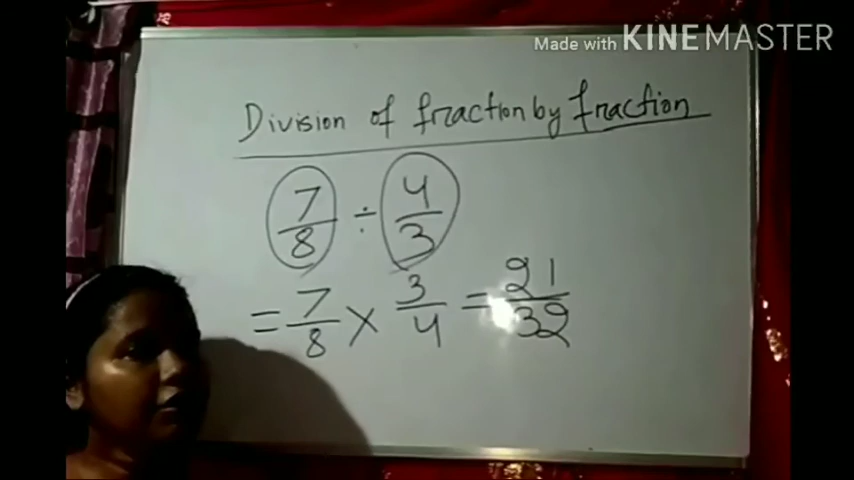 Made with KINEMASTER
Division of fraction by fraction
7/8 ÷ 4/3
= 7/8 × 3/4 = 21/32